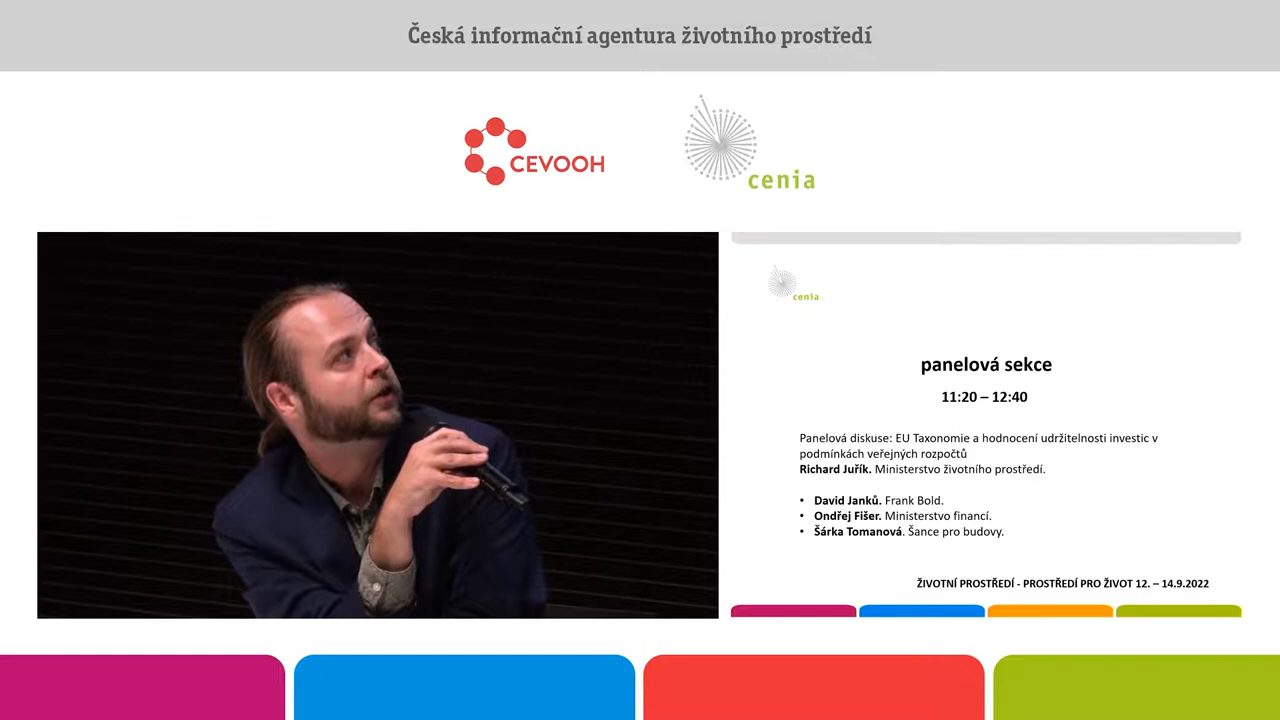 Česká informační agentura životního prostředí
CEVOOH
cenia
cenia
panelová sekce
11:20 – 12:40
Panelová diskuse: EU Taxonomie a hodnocení udržitelnosti investic v
podmínkách veřejných rozpočtů
Richard Juřík. Ministerstvo životního prostředí.
• David Janků. Frank Bold.
• Ondřej Fišer. Ministerstvo financí.
• Šárka Tomanová. Šance pro budovy.
ŽIVOTNÍ PROSTŘEDÍ - PROSTŘEDÍ PRO ŽIVOT 12. – 14.9.2022